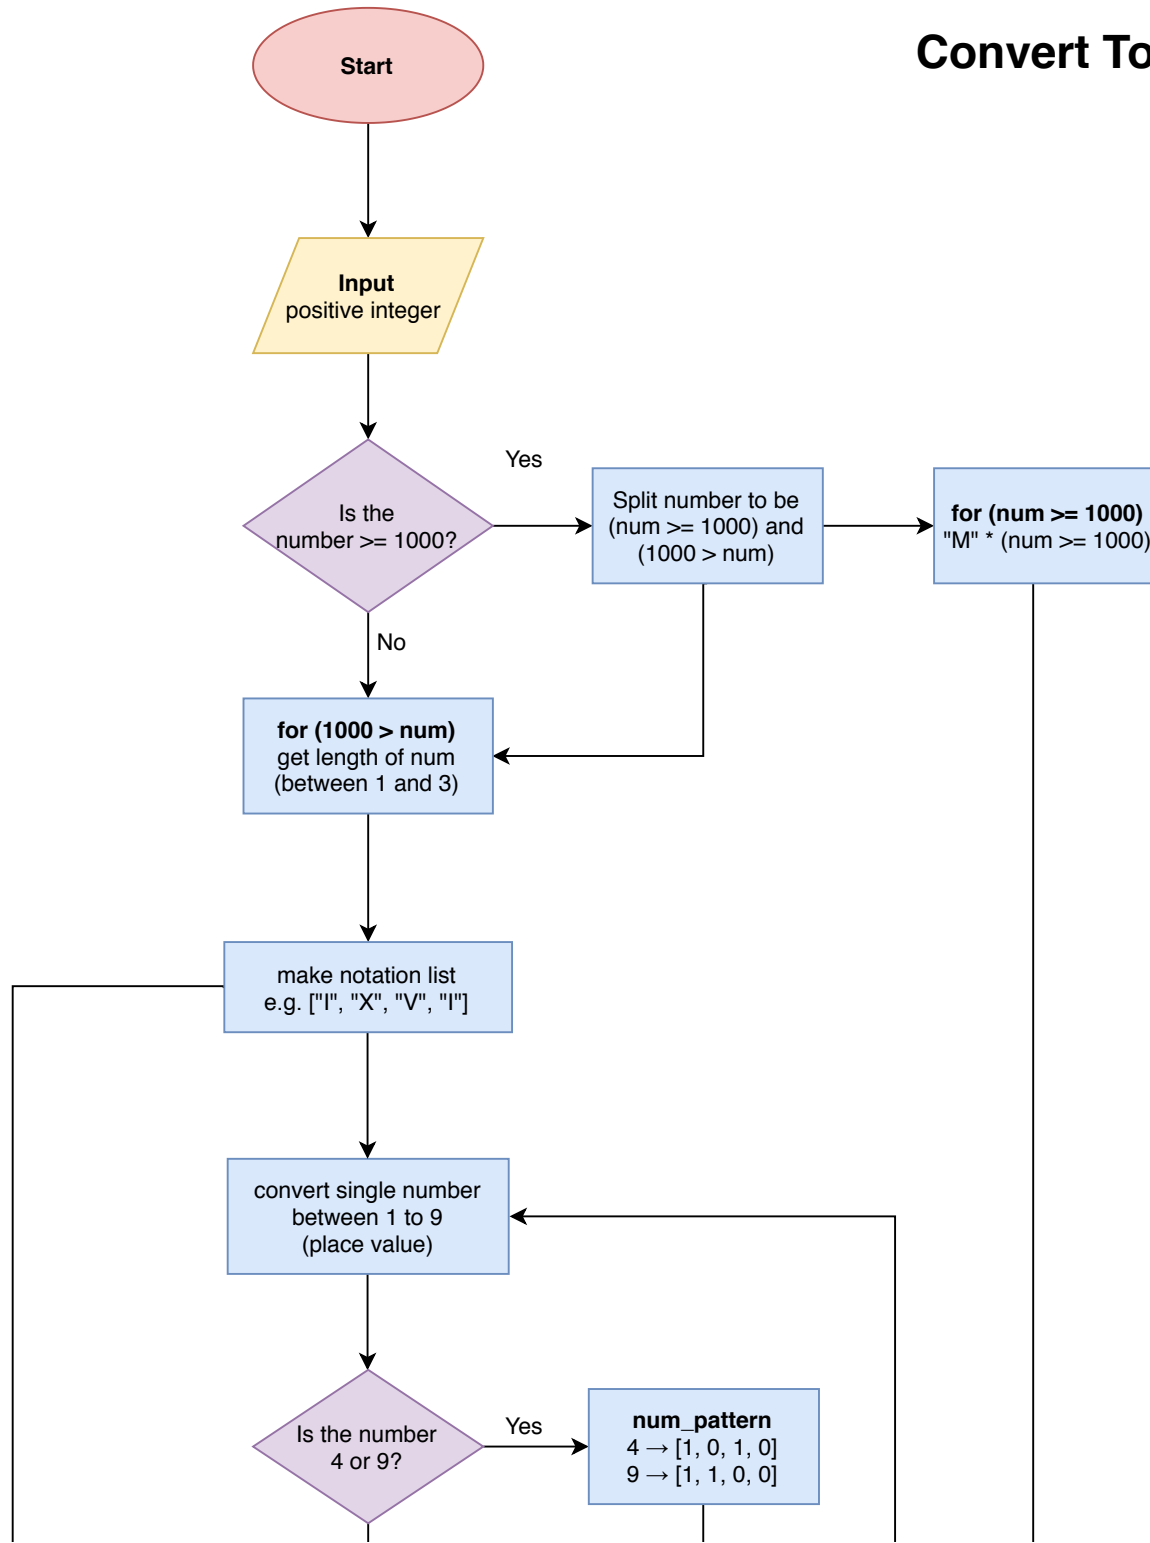 Convert To
Start
Input
positive integer
Is the
number >= 1000?
Yes
Split number to be
(num >= 1000) and
(1000 > num)
for (num >= 1000)
"M" * (num >= 1000)
No
for (1000 > num)
get length of num
(between 1 and 3)
make notation list
e.g. ["I", "X", "V", "I"]
convert single number
between 1 to 9
(place value)
Is the number
4 or 9?
Yes
num_pattern
4 → [1, 0, 1, 0]
9 → [1, 1, 0, 0]